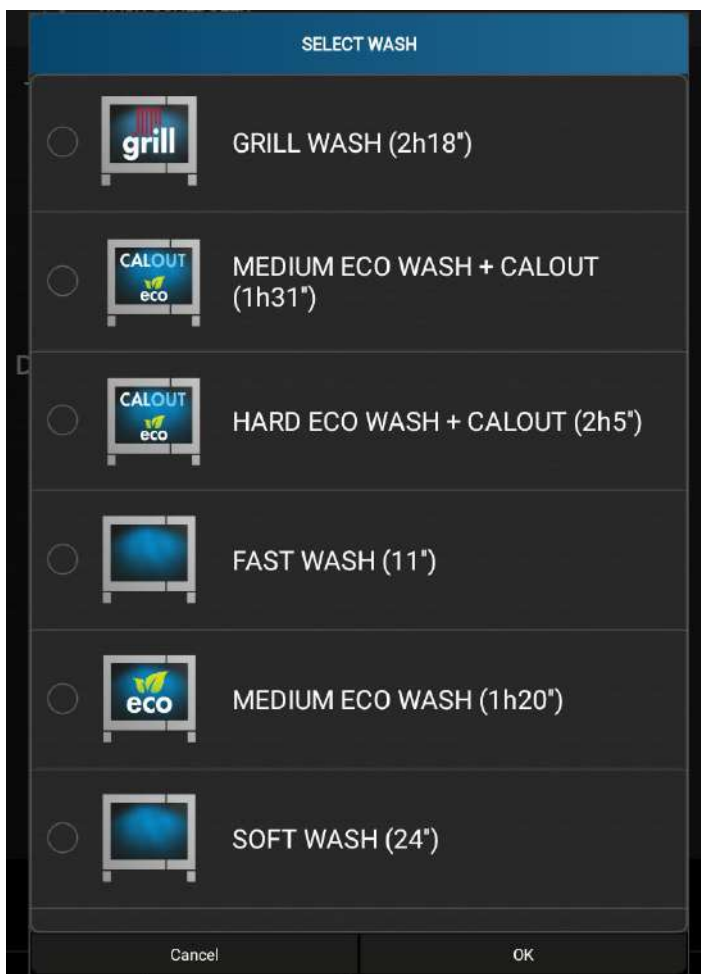 SELECT WASH
grill
GRILL WASH (2h18")
CALOUT
eco
MEDIUM ECO WASH + CALOUT
(1h31")
CALOUT
eco
HARD ECO WASH + CALOUT (2h5")
FAST WASH (11")
eco
MEDIUM ECO WASH (1h20")
SOFT WASH (24")
Cancel
OK